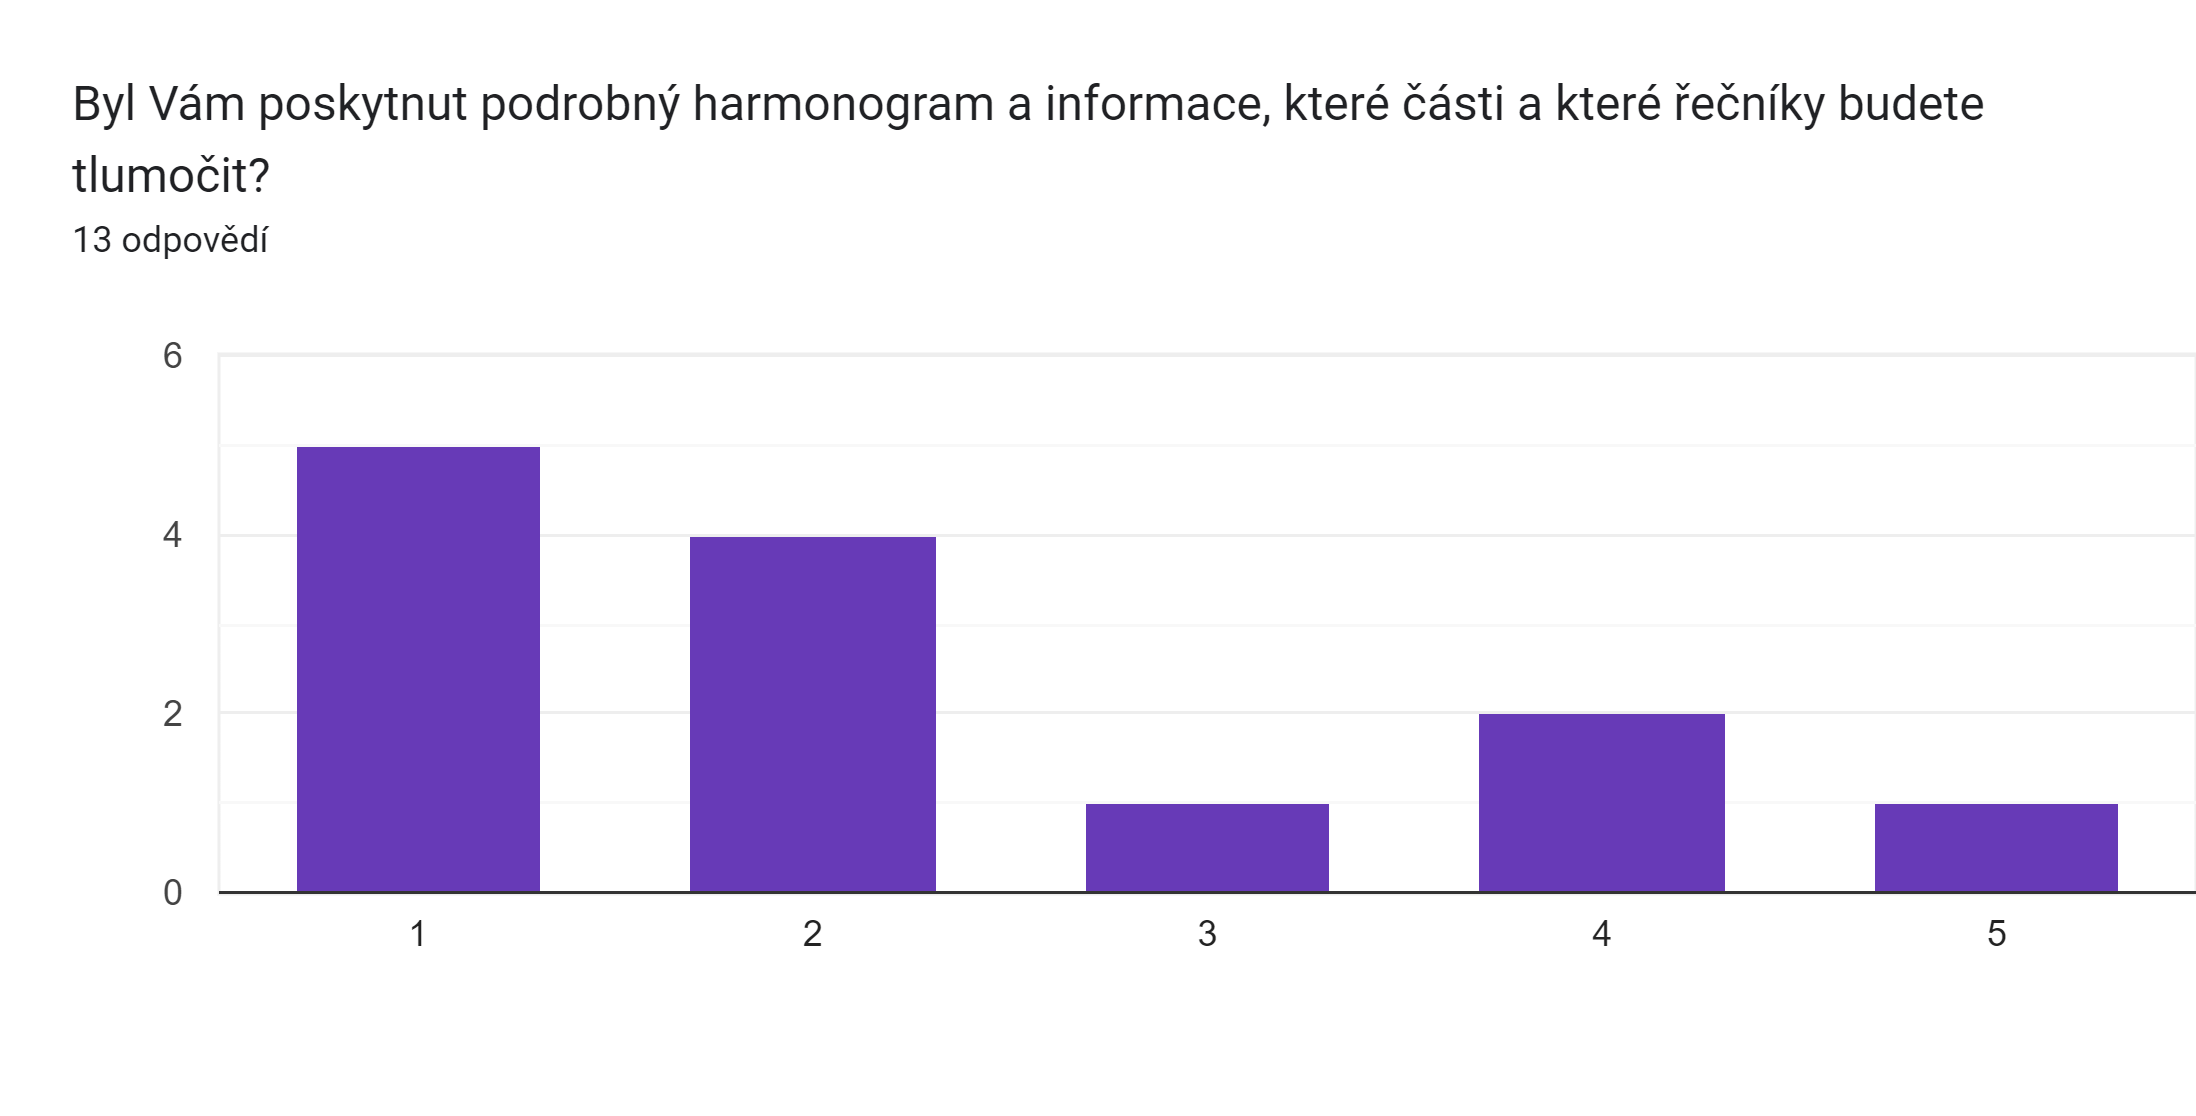 Byl Vám poskytnut podrobný harmonogram a informace, které části a které řečníky budete
tlumočit?
13 odpovědí
6
4
2
0
1 2 3 4 5